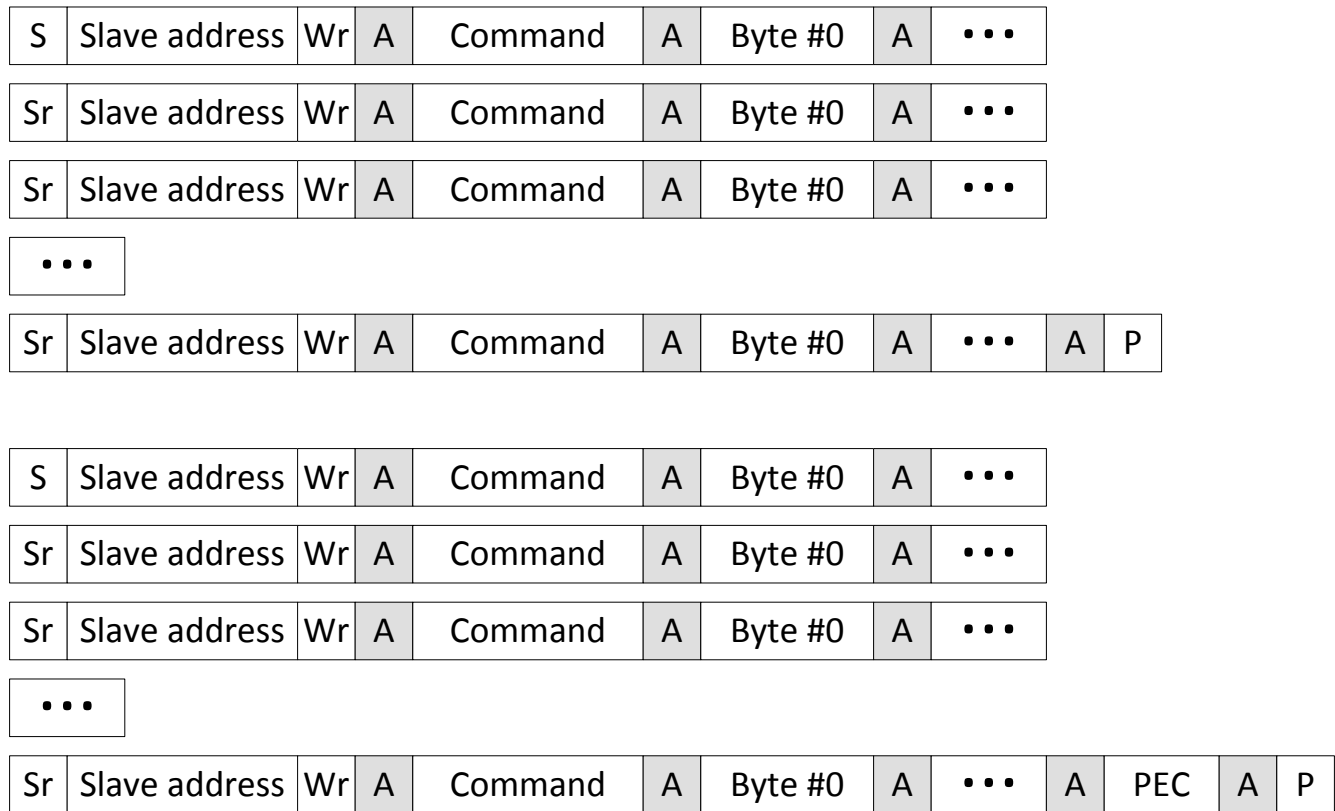 S Slave address Wr A Command A Byte #0 A •••
Sr Slave address Wr A Command A Byte #0 A •••
Sr Slave address Wr A Command A Byte #0 A •••
•••
Sr Slave address Wr A Command A Byte #0 A ••• A P
S Slave address Wr A Command A Byte #0 A •••
Sr Slave address Wr A Command A Byte #0 A •••
Sr Slave address Wr A Command A Byte #0 A •••
•••
Sr Slave address Wr A Command A Byte #0 A ••• A PEC A P